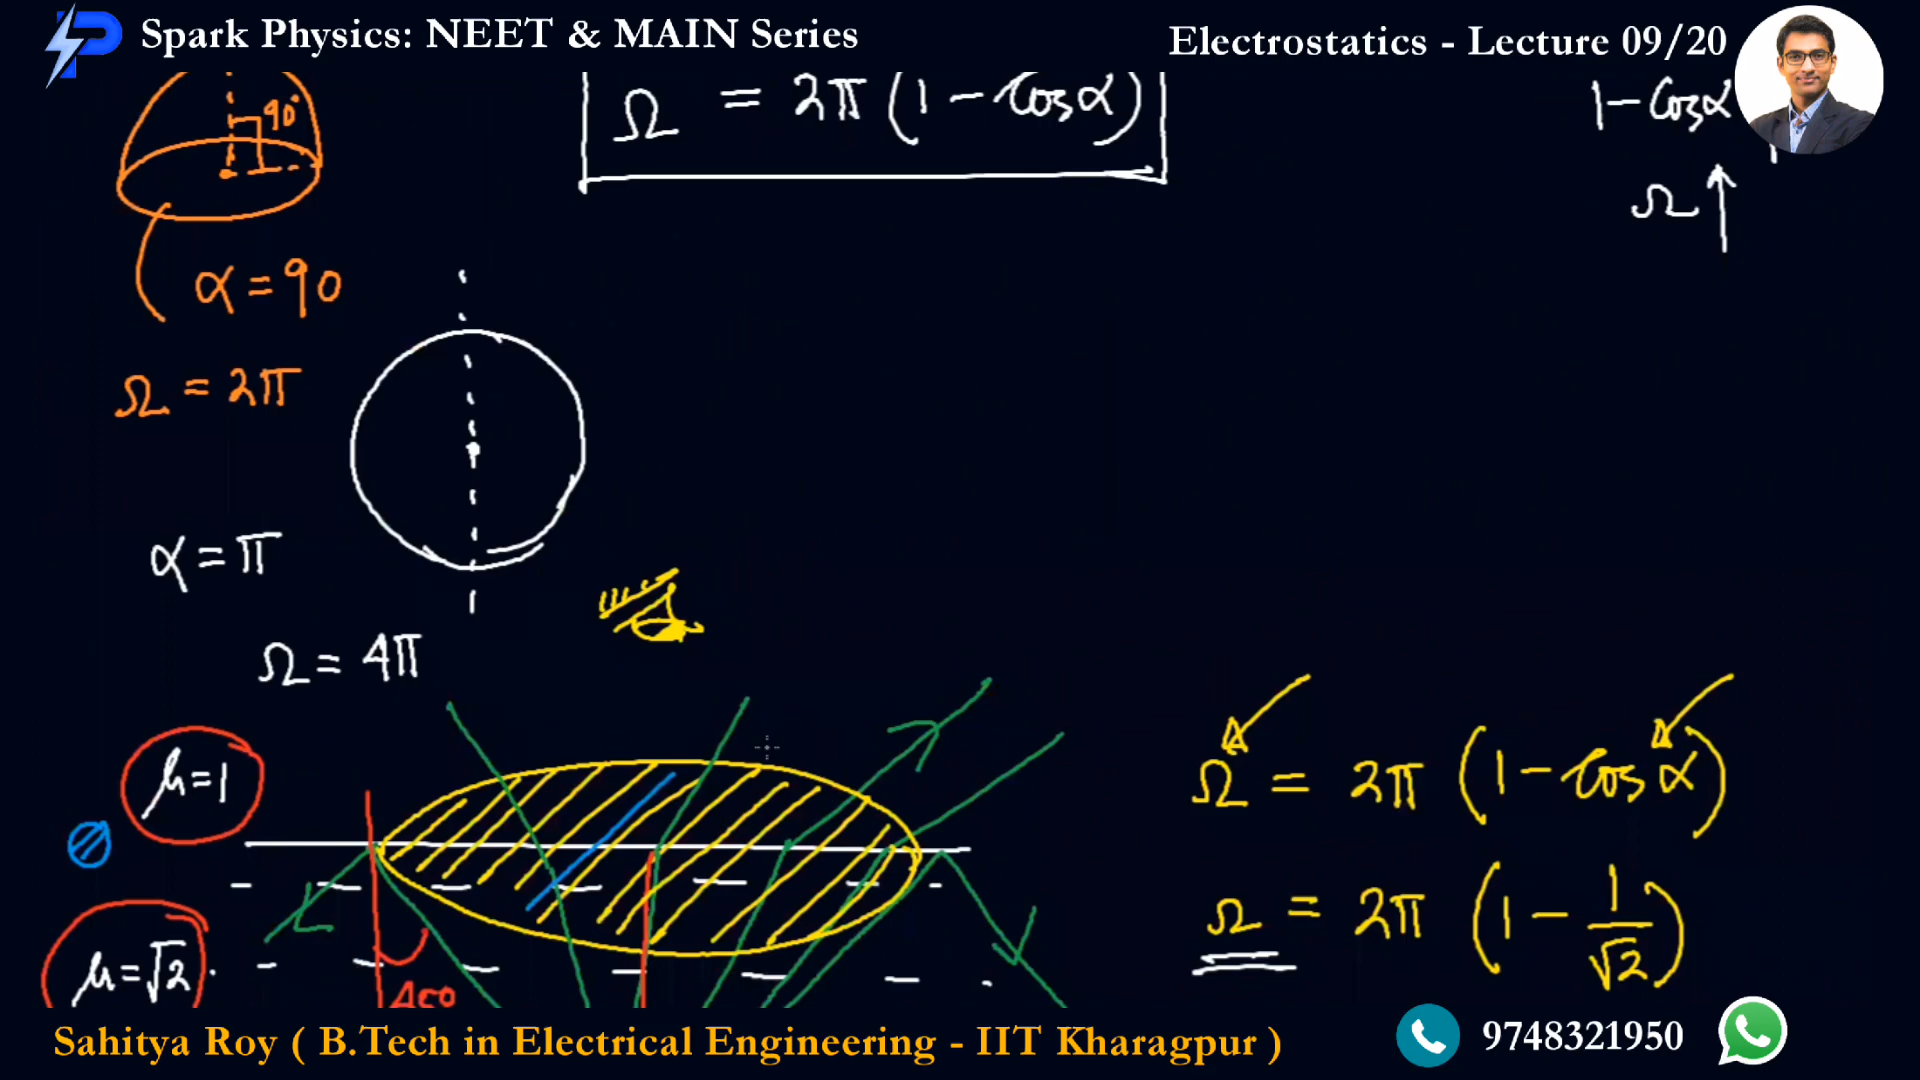 Spark Physics: NEET & MAIN Series
Electrostatics - Lecture 09/20
90°
Ω = 2π (1 - cosα)
1 - cosα
Ω ↑
α = 90
Ω = 2π
α = π
Ω = 4π
μ=1
Ω = 2π (1 - cosα)
Ω = 2π (1 - 1/√2)
μ=√2
45°
Sahitya Roy ( B.Tech in Electrical Engineering - IIT Kharagpur )
9748321950